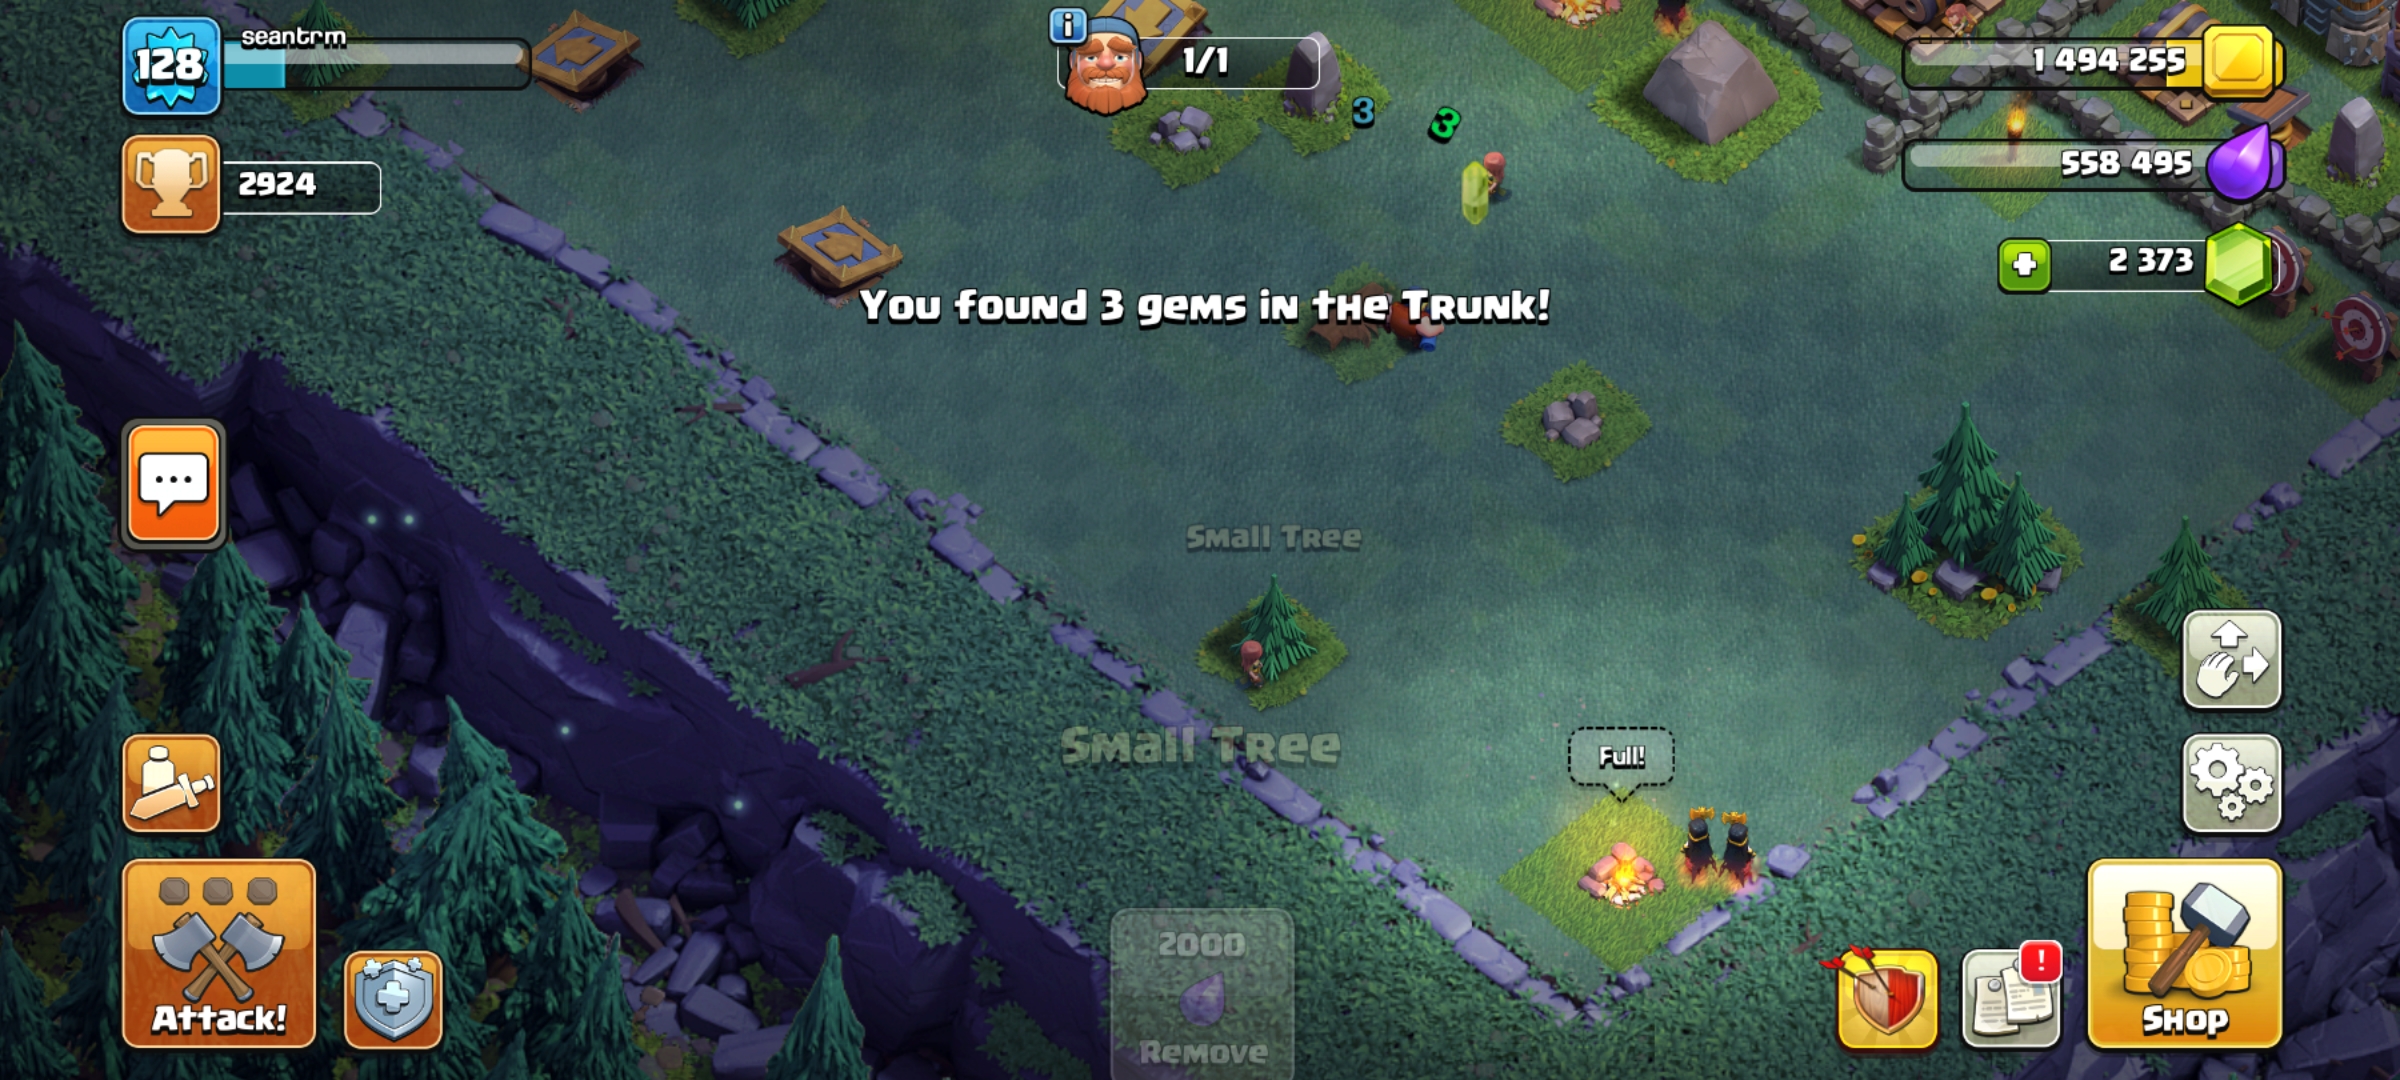 128
seantrm
1/1
1 494 255
3
3
558 495
2924
2 373
You found 3 gems in the Trunk!
Small Tree
Small Tree
Full!
2000
Remove
Attack!
!
Shop